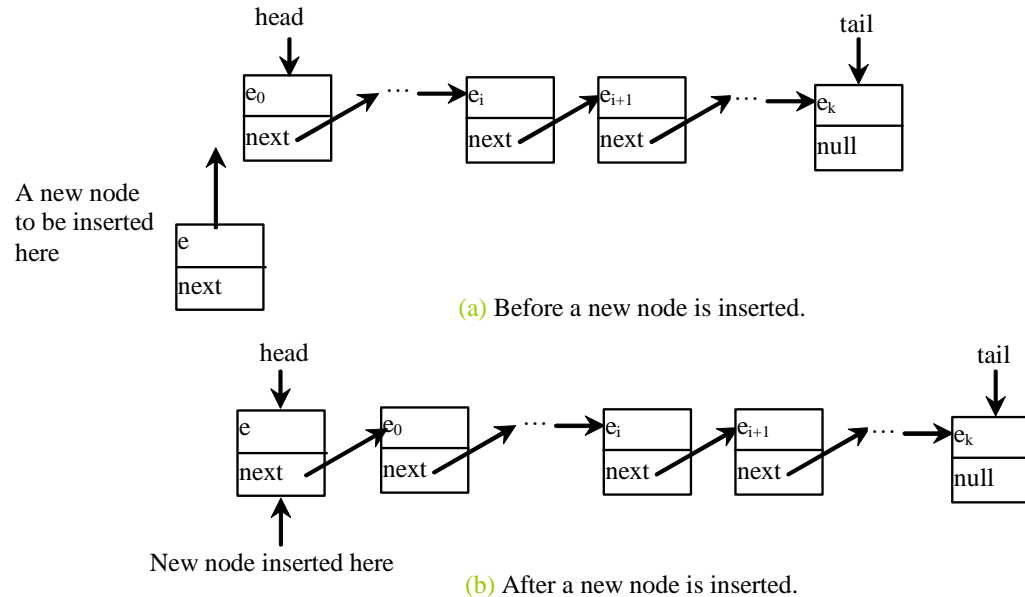 head
tail
e0
next
...
ei
next
ei+1
next
...
ek
null
A new node
to be inserted
here
e
next
(a) Before a new node is inserted.
head
tail
e
next
e0
next
...
ei
next
ei+1
next
...
ek
null
New node inserted here
(b) After a new node is inserted.